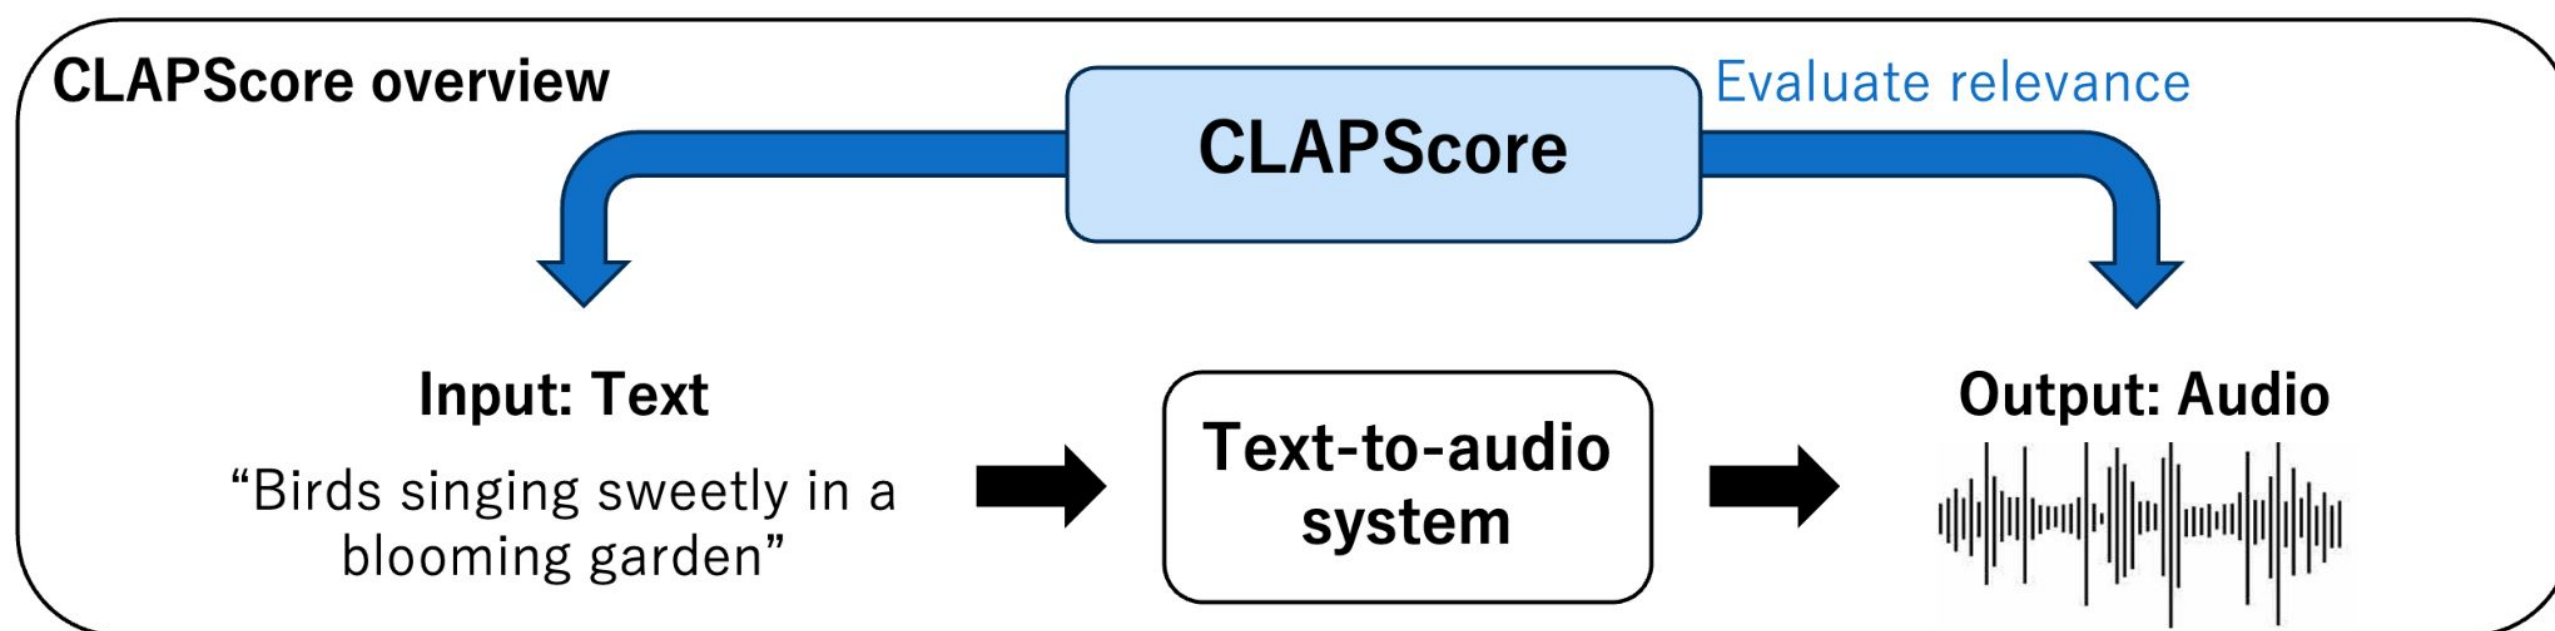 CLAPScore overview
CLAPScore
Evaluate relevance
Input: Text
“Birds singing sweetly in a
blooming garden”
Text-to-audio
system
Output: Audio